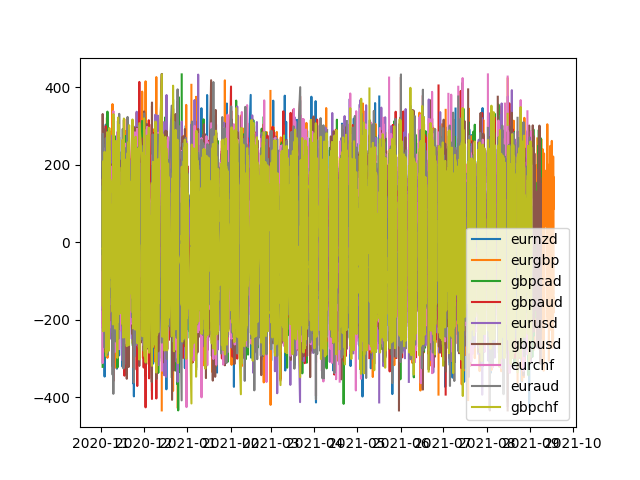 400
200
0
−200
−400
2020-11
2020-12
2021-01
2021-02
2021-03
2021-04
2021-05
2021-06
2021-07
2021-08
2021-09
2021-10
eurnzd
eurgbp
gbpcad
gbpaud
eurusd
gbpusd
eurchf
euraud
gbpchf